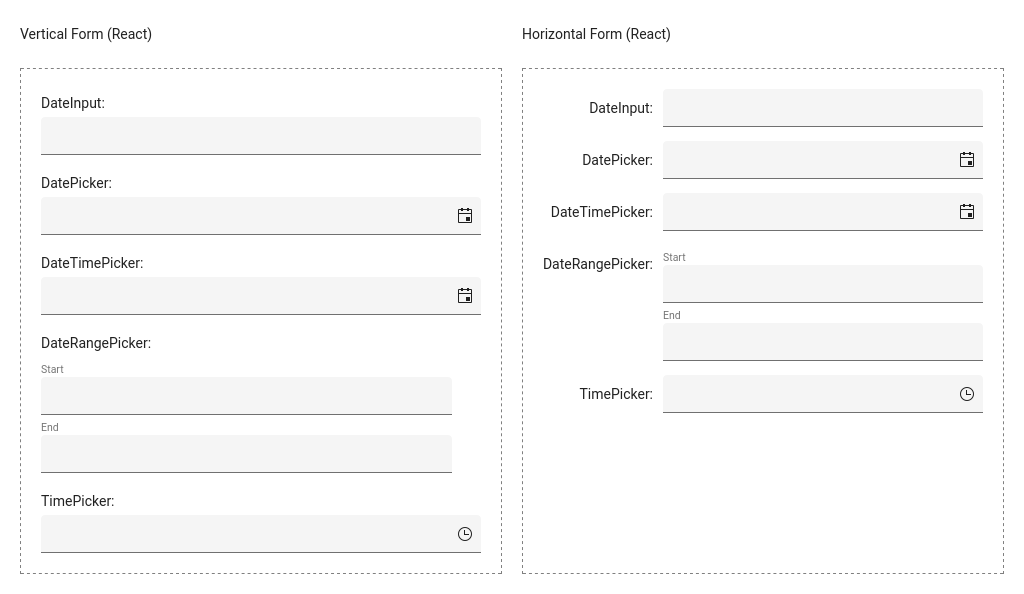 Vertical Form (React)
DateInput:
DatePicker:
DateTimePicker:
DateRangePicker:
Start
End
TimePicker:
Horizontal Form (React)
DateInput:
DatePicker:
DateTimePicker:
DateRangePicker:
Start
End
TimePicker: